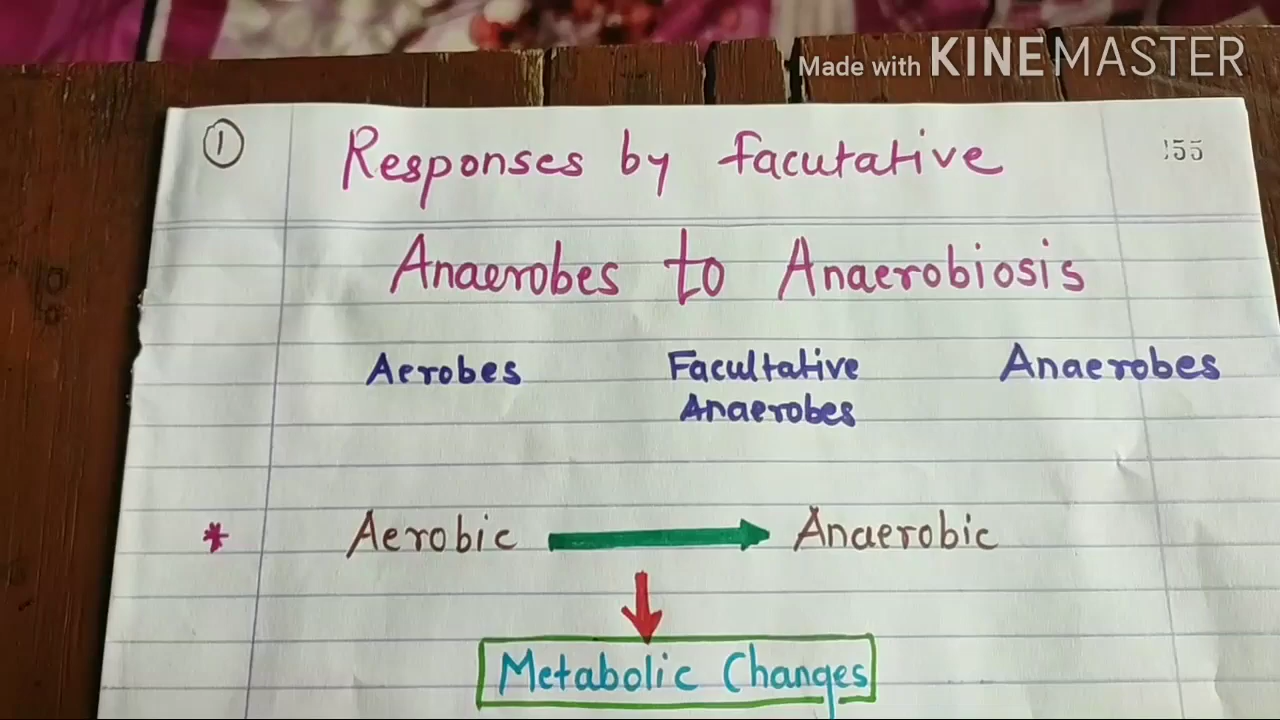 Made with KINEMASTER
1
Responses by facutative
155
Anaerobes to Anaerobiosis
Aerobes Facultative Anaerobes
Anaerobes
* Aerobic Anaerobic
Metabolic Changes